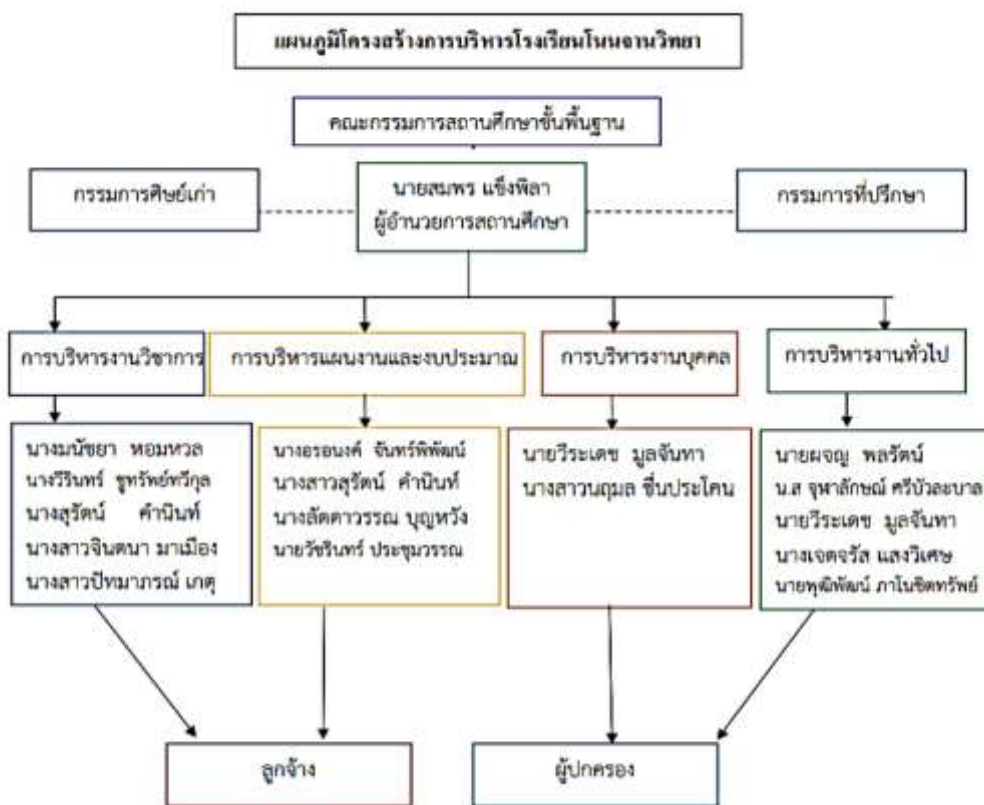 แผนภูมิโครงสร้างการบริหารโรงเรียนโนนจานวิทยา
คณะกรรมการสถานศึกษาขั้นพื้นฐาน
กรรมการศิษย์เก่า
นายสมพร แข็งพิลา
ผู้อำนวยการสถานศึกษา
กรรมการที่ปรึกษา
การบริหารงานวิชาการ
การบริหารแผนงานและงบประมาณ
การบริหารงานบุคคล
การบริหารงานทั่วไป
นางมนัชยา หอมหวล
นางวีรินทร์ ชูทรัพย์ทวีกุล
นางสุรัตน์ คำนินท์
นางสาวจินตนา มาเมือง
นางสาวปัทมาภรณ์ เกตุ
นางอรอนงค์ จันทร์พิพัฒน์
นางสาวสุรัตน์ คำนินท์
นางลัดดาวรรณ บุญหวัง
นายวัชรินทร์ ประชุมวรรณ
นายวีระเดช มูลจันทา
นางสาวนฤมล ชื่นประโคน
นายผจญ พลรัตน์
น.ส จุฬาลักษณ์ ศรีบัวละบาล
นายวีระเดช มูลจันทา
นางเจตจรัส แสงวิเศษ
นายพุฒิพัฒน์ ภาโนชิตทรัพย์
ลูกจ้าง
ผู้ปกครอง